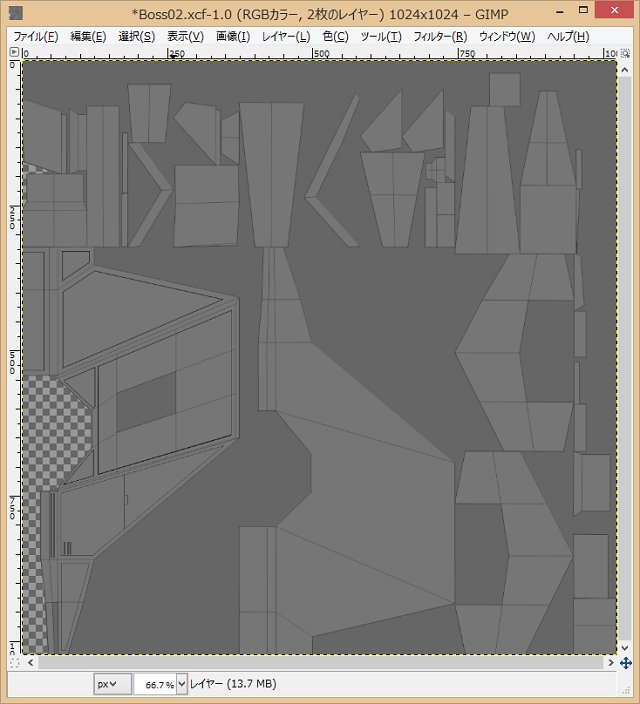 *Boss02.xcf-1.0 (RGBカラー, 2枚のレイヤー) 1024x1024 – GIMP
ファイル(F) 編集(E) 選択(S) 表示(V) 画像(I) レイヤー(L) 色(C) ツール(T) フィルター(R) ウィンドウ(W) ヘルプ(H)
0 250 500 750 100
0
250
500
750
10
px 66.7% レイヤー (13.7 MB)